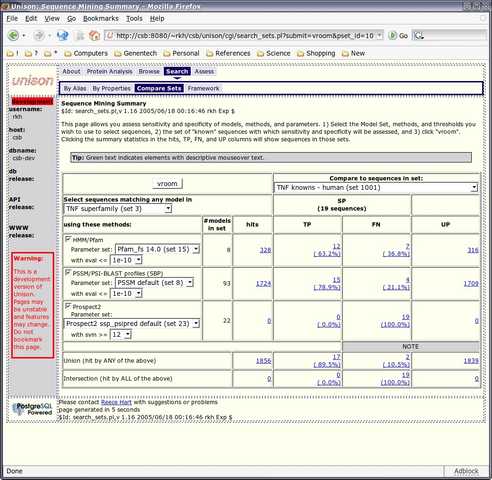 Unison: Sequence Mining Summary - Mozilla Firefox
File View Go Bookmarks Tools Help
http://csb:8080/~rkh/csb/unison/cgi/search_sets.pl?submit=vroom&pset_id=10
Go
! ? * Computers Genentech Personal References Science Shopping New
unison
About Protein Analysis Browse Search Assess
By Alias By Properties Compare Sets Framework
development
username:
rkh
host:
csb
dbname:
csb-dev
db
release:
API
release:
WWW
release:
Warning:
This is a
development
version of
Unison.
Pages may
be unstable
and features
may change.
Do not
bookmark
this page.
Sequence Mining Summary
$Id: search_sets.pl,v 1.16 2005/06/18 00:16:46 rkh Exp $
This page allows you assess sensitivity and specificity of models, methods, and parameters. 1) Select the Model Set, methods, and thresholds you
wish to use to select sequences, 2) the set of "known" sequences with which sensitivity and specificity will be assessed, and 3) click "vroom".
Clicking the summary statistics in the hits, TP, FN, and UP columns will show sequences in those sets.
Tip: Green text indicates elements with descriptive mouseover text.
vroom
Compare to sequences in set:
TNF knowns - human (set 1001)
Select sequences matching any model in
TNF superfamily (set 3)
SP
(19 sequences)
using these methods:
#models
in set
hits TP FN UP
HMM/Pfam
Parameter set: Pfam_fs 14.0 (set 15)
with eval <= 1e-10
8 328 12 7 316
( 63.2%) ( 36.8%)
PSSM/PSI-BLAST profiles (SBP)
Parameter set: PSSM default (set 8)
with eval <= 1e-10
93 1724 15 4 1709
( 78.9%) ( 21.1%)
Prospect2
Parameter set:
Prospect2 ssp_psipred default (set 23)
with svm >= 12
22 0 0 19 0
( 0.0%) (100.0%)
NOTE
Union (hit by ANY of the above) 1856 17 2 1839
( 89.5%) ( 10.5%)
Intersection (hit by ALL of the above) 0 0 19 0
( 0.0%) (100.0%)
PostgreSQL
Powered
Please contact Reece Hart with suggestions or problems
page generated in 5 seconds
$Id: search_sets.pl,v 1.16 2005/06/18 00:16:46 rkh Exp $
Done
Adblock